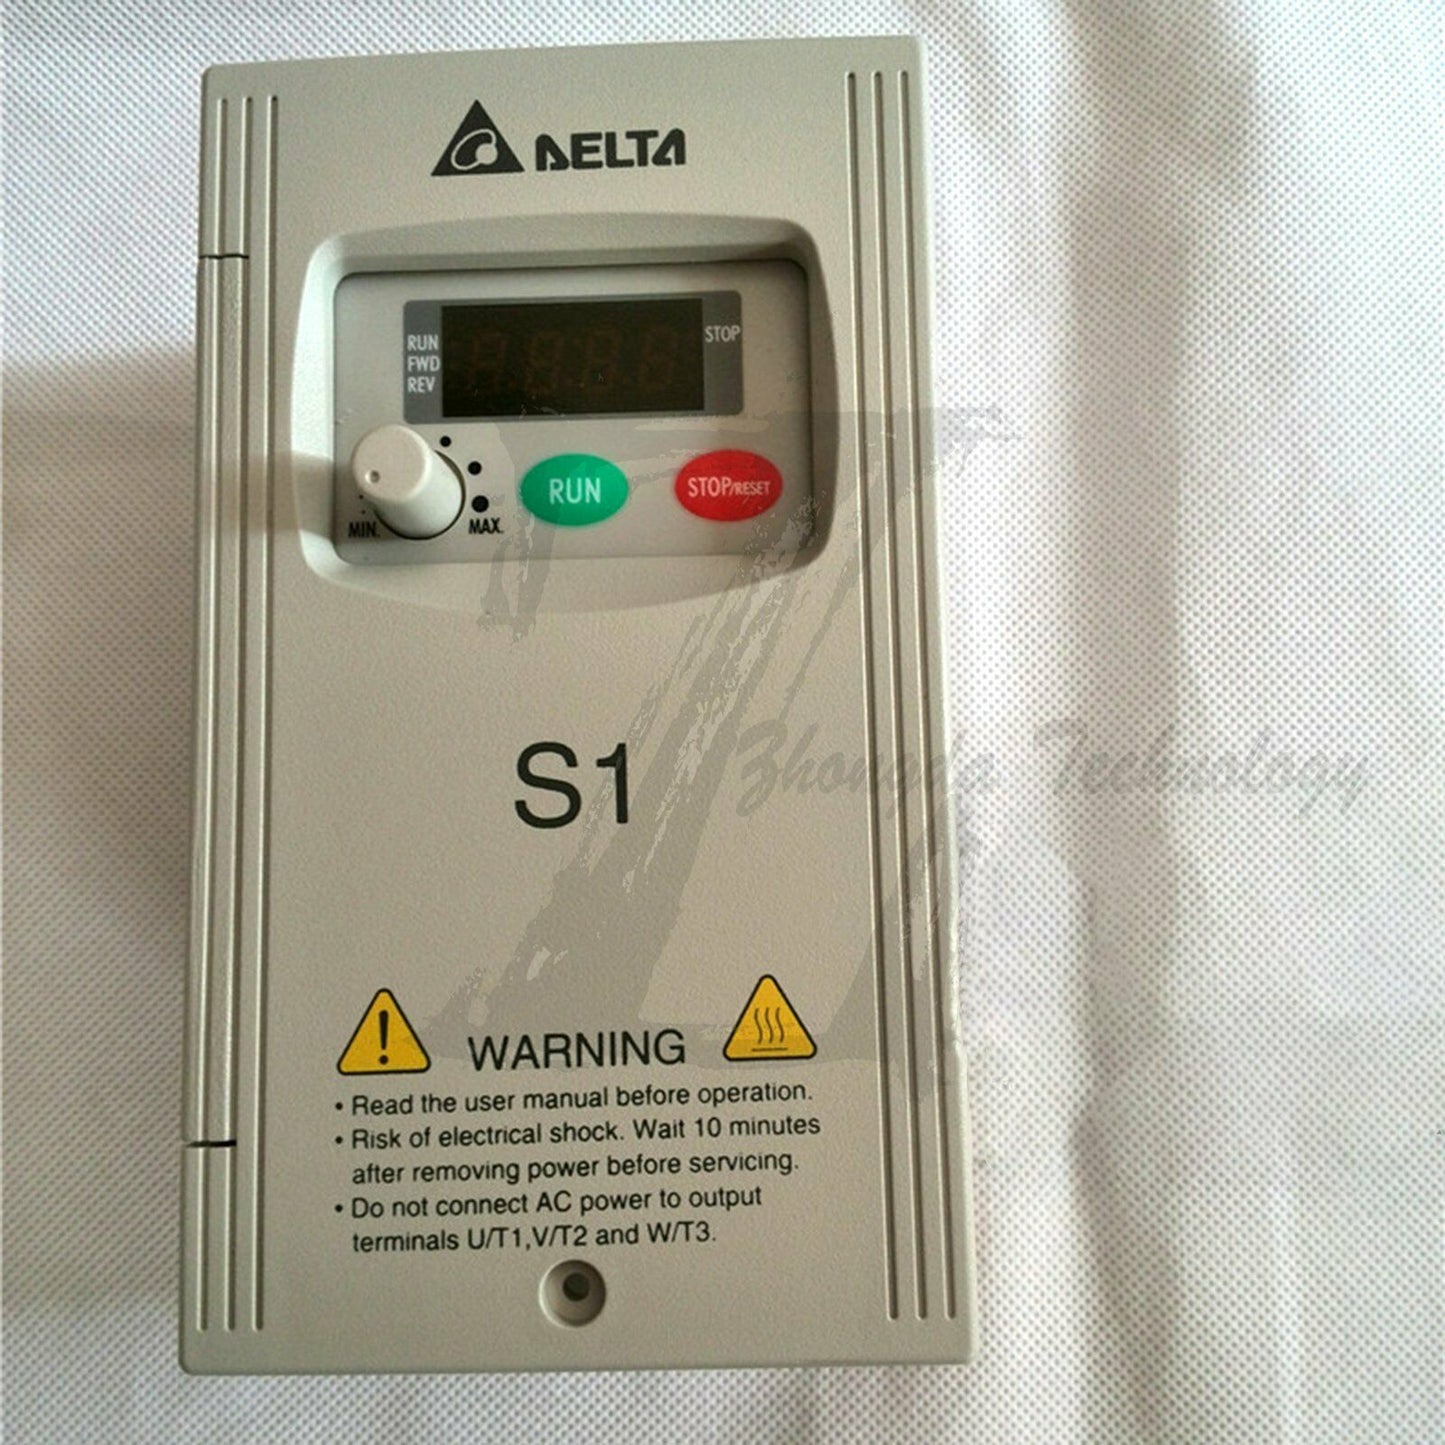 DELTA
RUN
FWD
REV
STOP
MIN.
MAX.
RUN
STOP/RESET
S1
Zhongda Technology
WARNING
• Read the user manual before operation.
• Risk of electrical shock. Wait 10 minutes
after removing power before servicing.
• Do not connect AC power to output
terminals U/T1,V/T2 and W/T3.